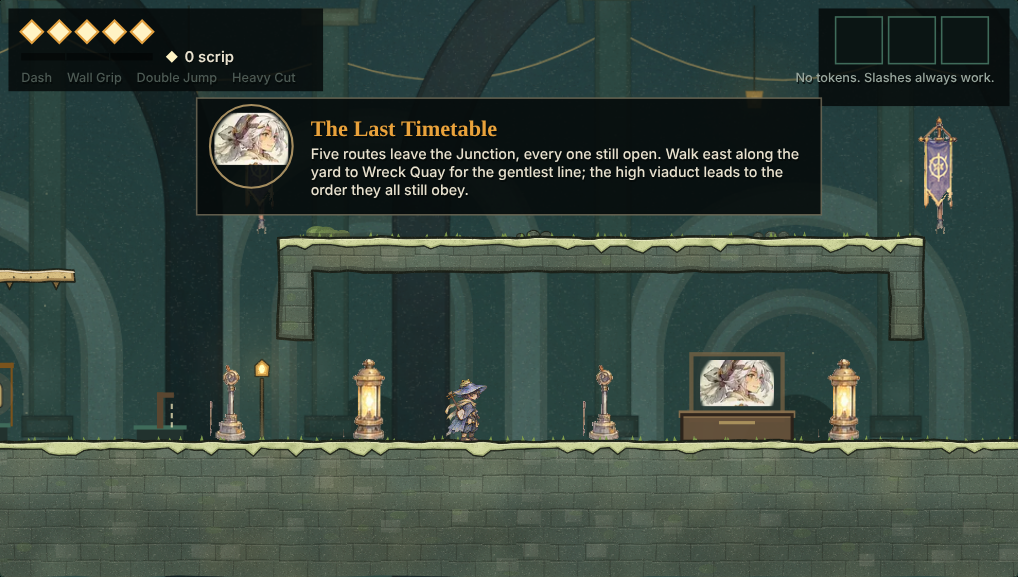 0 scrip
Dash Wall Grip Double Jump Heavy Cut
No tokens. Slashes always work.
The Last Timetable
Five routes leave the Junction, every one still open. Walk east along the
yard to Wreck Quay for the gentlest line; the high viaduct leads to the
order they all still obey.